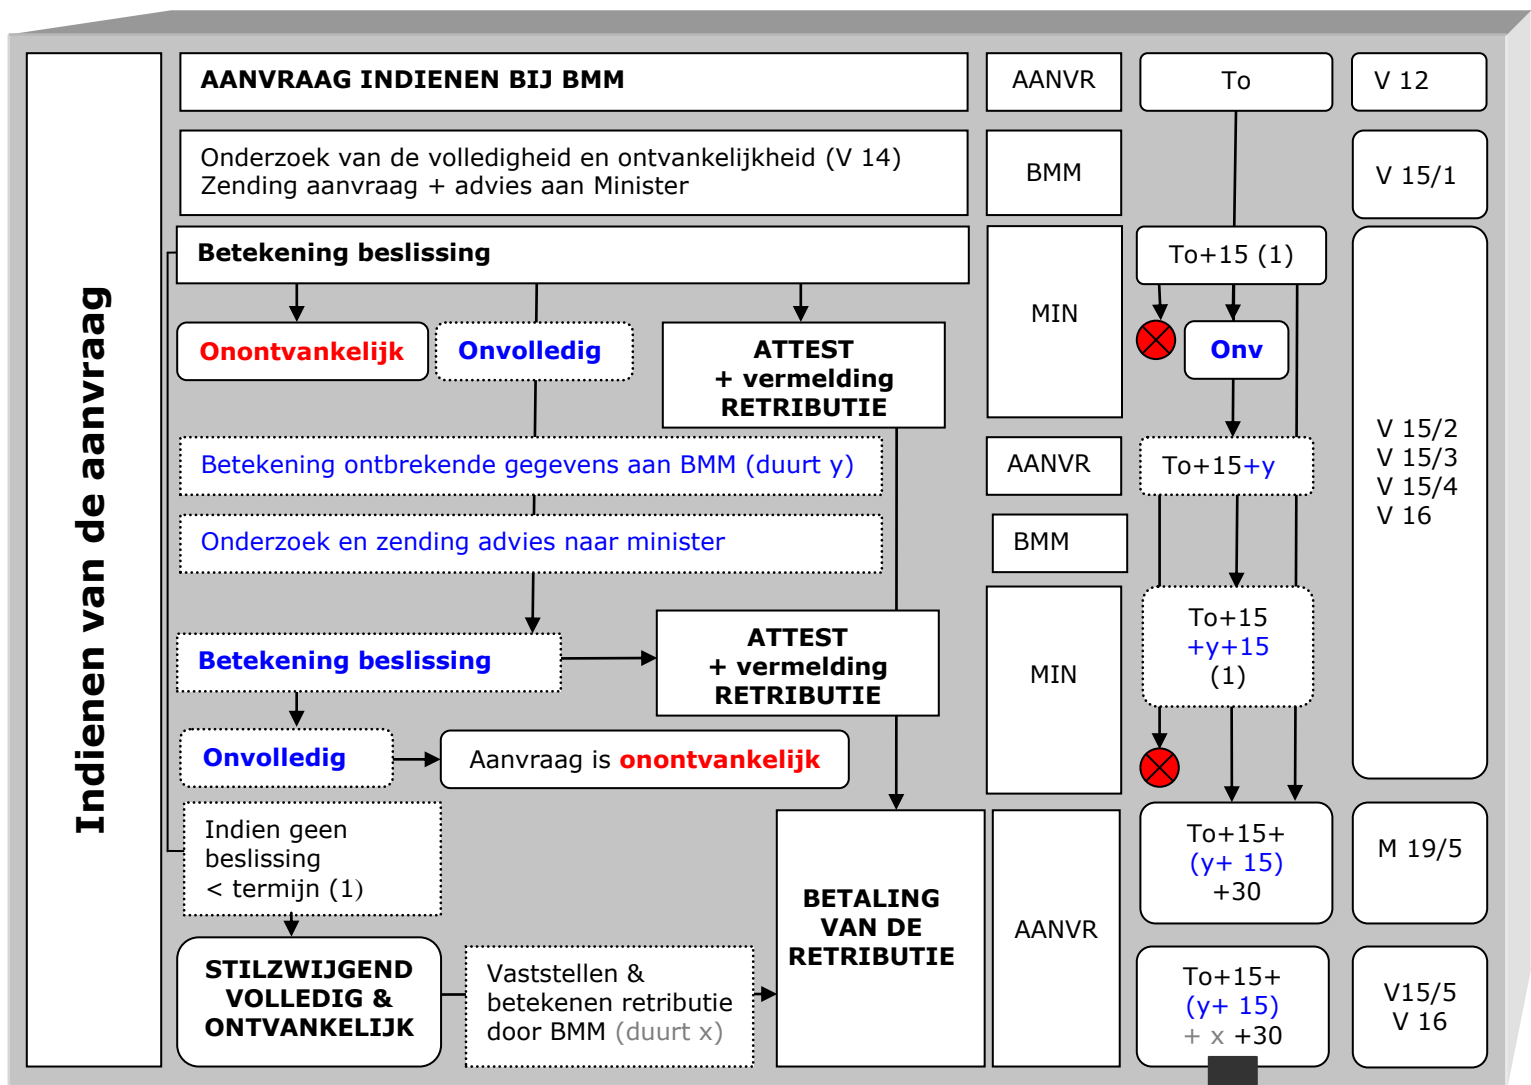 Indienen van de aanvraag
AANVRAAG INDIENEN BIJ BMM
AANVR
To
V 12
Onderzoek van de volledigheid en ontvankelijkheid (V 14)
Zending aanvraag + advies aan Minister
BMM
V 15/1
Betekening beslissing
MIN
To+15 (1)
Onontvankelijk
Onvolledig
ATTEST
+ vermelding
RETRIBUTIE
Onv
V 15/2
V 15/3
V 15/4
V 16
Betekening ontbrekende gegevens aan BMM (duurt y)
AANVR
To+15+y
Onderzoek en zending advies naar minister
BMM
Betekening beslissing
ATTEST
+ vermelding
RETRIBUTIE
MIN
To+15
+y+15
(1)
Onvolledig
Aanvraag is onontvankelijk
Indien geen
beslissing
< termijn (1)
BETALING
VAN DE
RETRIBUTIE
AANVR
To+15+
(y+ 15)
+30
M 19/5
STILZWIJGEND
VOLLEDIG &
ONTVANKELIJK
Vaststellen &
betekenen retributie
door BMM (duurt x)
To+15+
(y+ 15)
+ x +30
V15/5
V 16